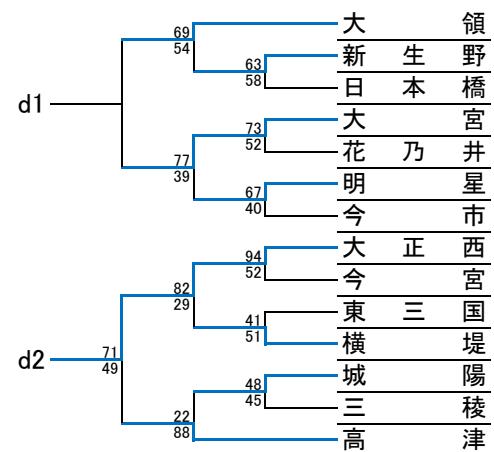 大領
69
54
新生野
63
58
日本橋
d1
大宮
73
52
花乃井
77
39
明星
67
40
今市
大正西
94
52
今宮
82
29
東三国
41
51
横堤
d2
71
49
城陽
48
45
三稜
22
88
高津